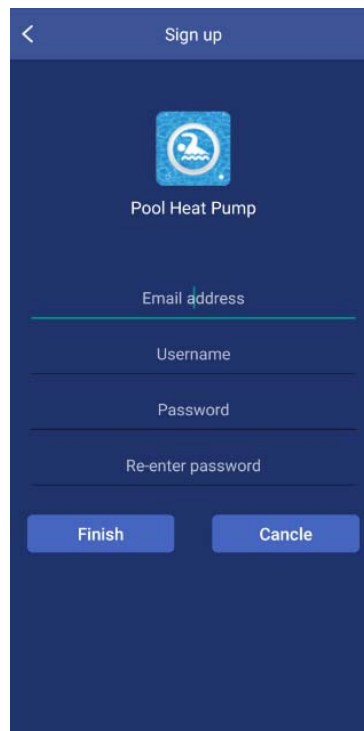 Sign up
Pool Heat Pump
Email address
Username
Password
Re-enter password
Finish
Cancle